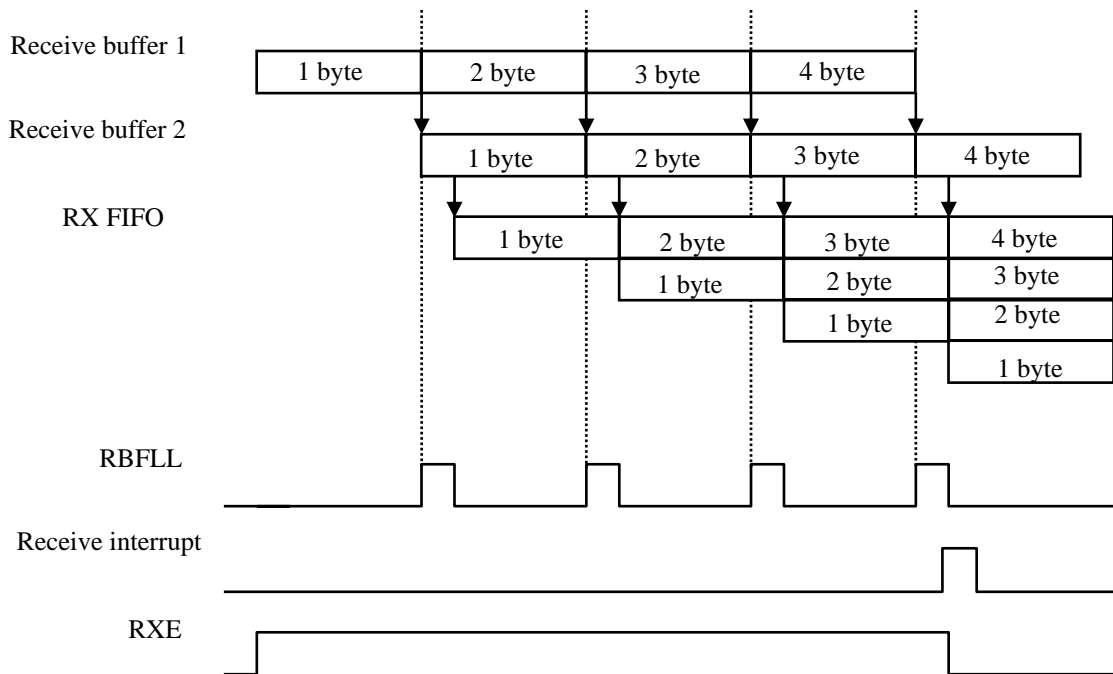 Receive buffer 1
1 byte
2 byte
3 byte
4 byte
Receive buffer 2
1 byte
2 byte
3 byte
4 byte
RX FIFO
1 byte
2 byte
3 byte
4 byte
1 byte
2 byte
3 byte
1 byte
2 byte
1 byte
RBFLL
Receive interrupt
RXE